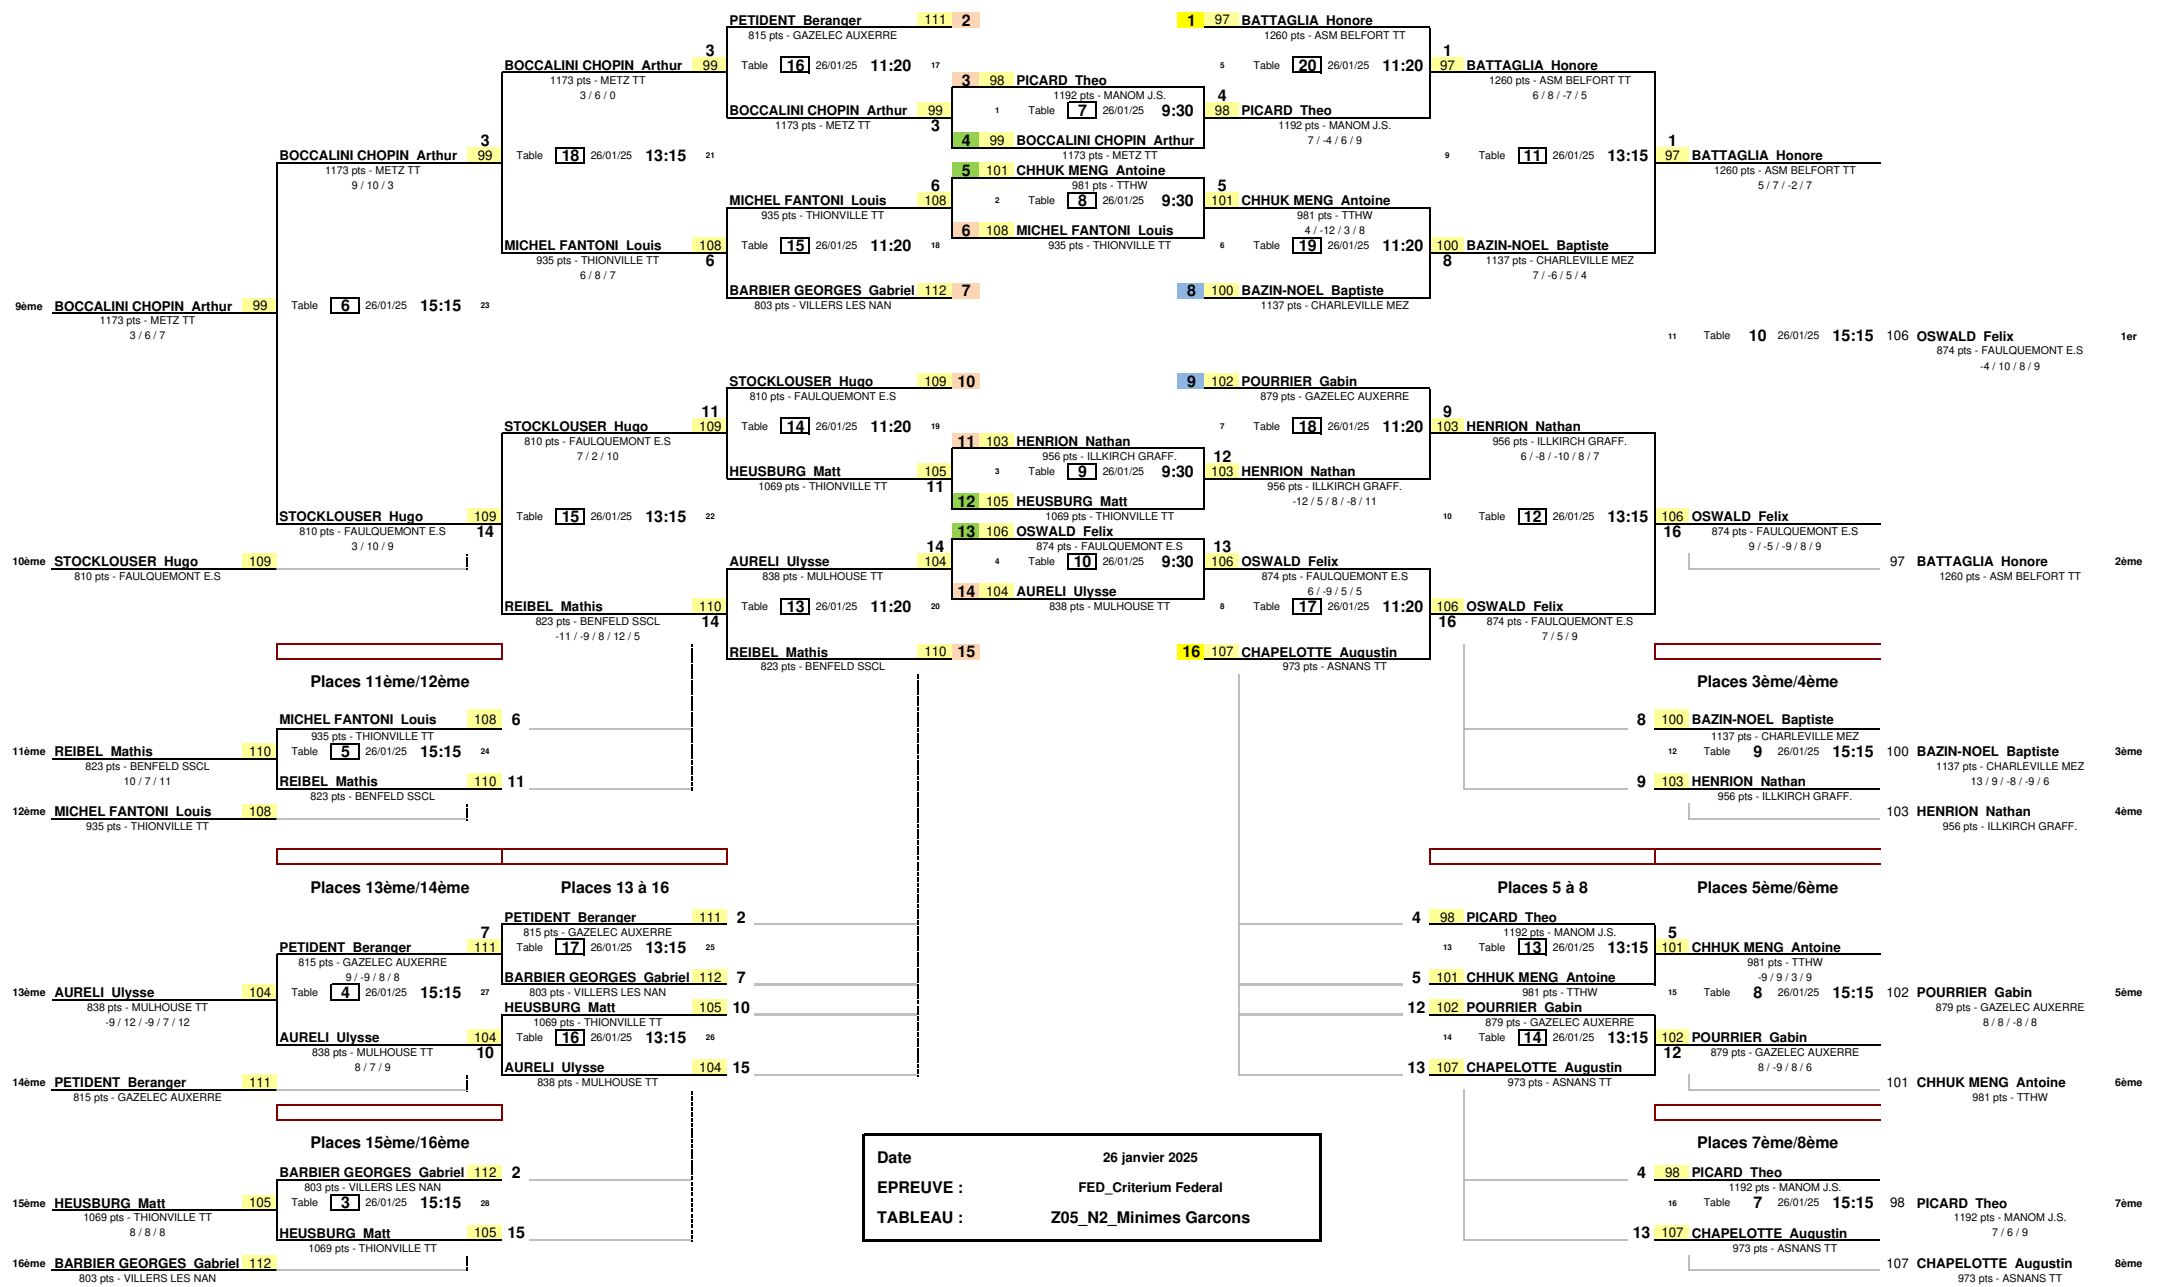 PETIDENT Beranger 111 2
815 pts - GAZELEC AUXERRE
1 97 BATTAGLIA Honore
1260 pts - ASM BELFORT TT
3
BOCCALINI CHOPIN Arthur 99
1173 pts - METZ TT
3 / 6 / 0
Table 16 26/01/25 11:20 17
3 98 PICARD Theo
1192 pts - MANOM J.S.
1 Table 7 26/01/25 9:30
4 99 BOCCALINI CHOPIN Arthur
1173 pts - METZ TT
BOCCALINI CHOPIN Arthur 99
1173 pts - METZ TT
3
5 Table 20 26/01/25 11:20
4
98 PICARD Theo
1192 pts - MANOM J.S.
7 / -4 / 6 / 9
1
97 BATTAGLIA Honore
1260 pts - ASM BELFORT TT
6 / 8 / -7 / 5
3
BOCCALINI CHOPIN Arthur 99
1173 pts - METZ TT
9 / 10 / 3
Table 18 26/01/25 13:15 21
9 Table 11 26/01/25 13:15
1
97 BATTAGLIA Honore
1260 pts - ASM BELFORT TT
5 / 7 / -2 / 7
5 101 CHHUK MENG Antoine
981 pts - TTHW
2 Table 8 26/01/25 9:30
6 108 MICHEL FANTONI Louis
935 pts - THIONVILLE TT
6
MICHEL FANTONI Louis 108
935 pts - THIONVILLE TT
5
101 CHHUK MENG Antoine
981 pts - TTHW
4 / -12 / 3 / 8
MICHEL FANTONI Louis 108
935 pts - THIONVILLE TT
6
6 / 8 / 7
Table 15 26/01/25 11:20 18
6 Table 19 26/01/25 11:20
100 BAZIN-NOEL Baptiste
8
1137 pts - CHARLEVILLE MEZ
7 / -6 / 5 / 4
BARBIER GEORGES Gabriel 112 7
803 pts - VILLERS LES NAN
8 100 BAZIN-NOEL Baptiste
1137 pts - CHARLEVILLE MEZ
9ème BOCCALINI CHOPIN Arthur 99
1173 pts - METZ TT
3 / 6 / 7
Table 6 26/01/25 15:15 23
11 Table 10 26/01/25 15:15 106 OSWALD Felix 1er
874 pts - FAULQUEMONT E.S
-4 / 10 / 8 / 9
STOCKLOUSER Hugo 109 10
810 pts - FAULQUEMONT E.S
9 102 POURRIER Gabin
879 pts - GAZELEC AUXERRE
11
STOCKLOUSER Hugo 109
810 pts - FAULQUEMONT E.S
7 / 2 / 10
Table 14 26/01/25 11:20 19
11 103 HENRION Nathan
956 pts - ILLKIRCH GRAFF.
3 Table 9 26/01/25 9:30
12 105 HEUSBURG Matt
1069 pts - THIONVILLE TT
HEUSBURG Matt 105
1069 pts - THIONVILLE TT
11
7 Table 18 26/01/25 11:20
12
103 HENRION Nathan
956 pts - ILLKIRCH GRAFF.
-12 / 5 / 8 / -8 / 11
9
103 HENRION Nathan
956 pts - ILLKIRCH GRAFF.
6 / -8 / -10 / 8 / 7
STOCKLOUSER Hugo 109
810 pts - FAULQUEMONT E.S
14
3 / 10 / 9
Table 15 26/01/25 13:15 22
10 Table 12 26/01/25 13:15
106 OSWALD Felix
16
874 pts - FAULQUEMONT E.S
9 / -5 / -9 / 8 / 9
13 106 OSWALD Felix
874 pts - FAULQUEMONT E.S
4 Table 10 26/01/25 9:30
14 104 AURELI Ulysse
838 pts - MULHOUSE TT
14
AURELI Ulysse 104
838 pts - MULHOUSE TT
13
106 OSWALD Felix
874 pts - FAULQUEMONT E.S
6 / -9 / 5 / 5
10ème STOCKLOUSER Hugo 109
810 pts - FAULQUEMONT E.S
97 BATTAGLIA Honore 2ème
1260 pts - ASM BELFORT TT
REIBEL Mathis 110
823 pts - BENFELD SSCL
14
-11 / -9 / 8 / 12 / 5
Table 13 26/01/25 11:20 20
8 Table 17 26/01/25 11:20
106 OSWALD Felix
16
874 pts - FAULQUEMONT E.S
7 / 5 / 9
REIBEL Mathis 110 15
823 pts - BENFELD SSCL
16 107 CHAPELOTTE Augustin
973 pts - ASNANS TT
Places 11ème/12ème
Places 3ème/4ème
MICHEL FANTONI Louis 108 6
935 pts - THIONVILLE TT
11ème REIBEL Mathis 110
823 pts - BENFELD SSCL
10 / 7 / 11
Table 5 26/01/25 15:15 24
REIBEL Mathis 110 11
823 pts - BENFELD SSCL
12ème MICHEL FANTONI Louis 108
935 pts - THIONVILLE TT
8 100 BAZIN-NOEL Baptiste
1137 pts - CHARLEVILLE MEZ
12 Table 9 26/01/25 15:15 100 BAZIN-NOEL Baptiste 3ème
1137 pts - CHARLEVILLE MEZ
13 / 9 / -8 / -9 / 6
9 103 HENRION Nathan
956 pts - ILLKIRCH GRAFF.
103 HENRION Nathan 4ème
956 pts - ILLKIRCH GRAFF.
Places 13ème/14ème
Places 13 à 16
Places 5 à 8
Places 5ème/6ème
PETIDENT Beranger 111 2
815 pts - GAZELEC AUXERRE
7
PETIDENT Beranger 111
815 pts - GAZELEC AUXERRE
9 / -9 / 8 / 8
Table 17 26/01/25 13:15 25
BARBIER GEORGES Gabriel 112 7
803 pts - VILLERS LES NAN
13ème AURELI Ulysse 104
838 pts - MULHOUSE TT
-9 / 12 / -9 / 7 / 12
Table 4 26/01/25 15:15 27
HEUSBURG Matt 105 10
1069 pts - THIONVILLE TT
AURELI Ulysse 104
838 pts - MULHOUSE TT
10
8 / 7 / 9
Table 16 26/01/25 13:15 26
AURELI Ulysse 104 15
838 pts - MULHOUSE TT
14ème PETIDENT Beranger 111
815 pts - GAZELEC AUXERRE
4 98 PICARD Theo
1192 pts - MANOM J.S.
13 Table 13 26/01/25 13:15
5
101 CHHUK MENG Antoine
981 pts - TTHW
-9 / 9 / 3 / 9
5 101 CHHUK MENG Antoine
981 pts - TTHW
15 Table 8 26/01/25 15:15 102 POURRIER Gabin 5ème
879 pts - GAZELEC AUXERRE
8 / 8 / -8 / 8
12 102 POURRIER Gabin
879 pts - GAZELEC AUXERRE
14 Table 14 26/01/25 13:15
102 POURRIER Gabin
12
879 pts - GAZELEC AUXERRE
8 / -9 / 8 / 6
13 107 CHAPELOTTE Augustin
973 pts - ASNANS TT
101 CHHUK MENG Antoine 6ème
981 pts - TTHW
Places 15ème/16ème
Places 7ème/8ème
BARBIER GEORGES Gabriel 112 2
803 pts - VILLERS LES NAN
15ème HEUSBURG Matt 105
1069 pts - THIONVILLE TT
8 / 8 / 8
Table 3 26/01/25 15:15 28
HEUSBURG Matt 105 15
1069 pts - THIONVILLE TT
16ème BARBIER GEORGES Gabriel 112
803 pts - VILLERS LES NAN
Date 26 janvier 2025
EPREUVE : FED_Criterium Federal
TABLEAU : Z05_N2_Minimes Garcons
4 98 PICARD Theo
1192 pts - MANOM J.S.
16 Table 7 26/01/25 15:15 98 PICARD Theo 7ème
1192 pts - MANOM J.S.
7 / 6 / 9
13 107 CHAPELOTTE Augustin
973 pts - ASNANS TT
107 CHAPELOTTE Augustin 8ème
973 pts - ASNANS TT